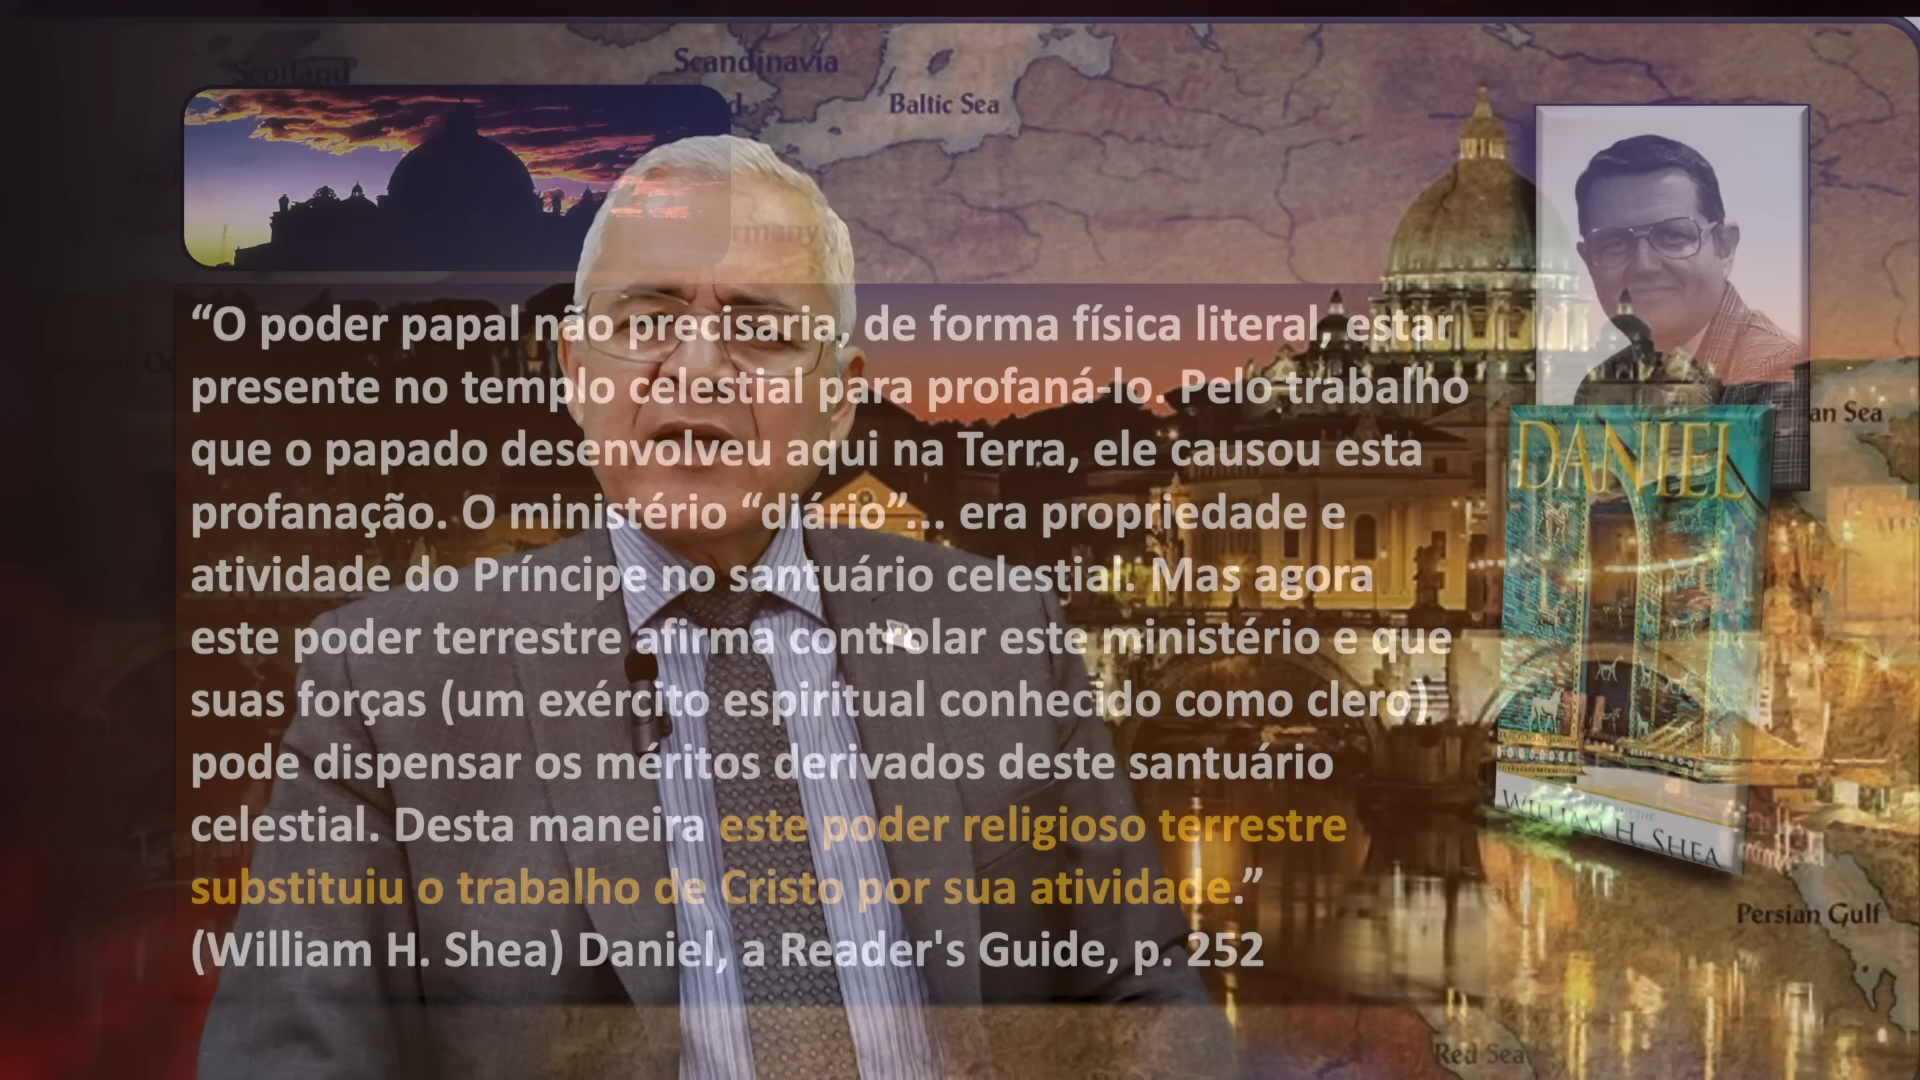 Scotland
Scandinavia
Baltic Sea
rmany
“O poder papal não precisaria, de forma física literal, estar
presente no templo celestial para profaná-lo. Pelo trabalho
que o papado desenvolveu aqui na Terra, ele causou esta
profanação. O ministério “diário”... era propriedade e
atividade do Príncipe no santuário celestial. Mas agora
este poder terrestre afirma controlar este ministério e que
suas forças (um exército espiritual conhecido como clero)
pode dispensar os méritos derivados deste santuário
celestial. Desta maneira este poder religioso terrestre
substituiu o trabalho de Cristo por sua atividade.”
(William H. Shea) Daniel, a Reader's Guide, p. 252
an Sea
DANIEL
WILLIAM H. SHEA
Persian Gulf
Red Sea